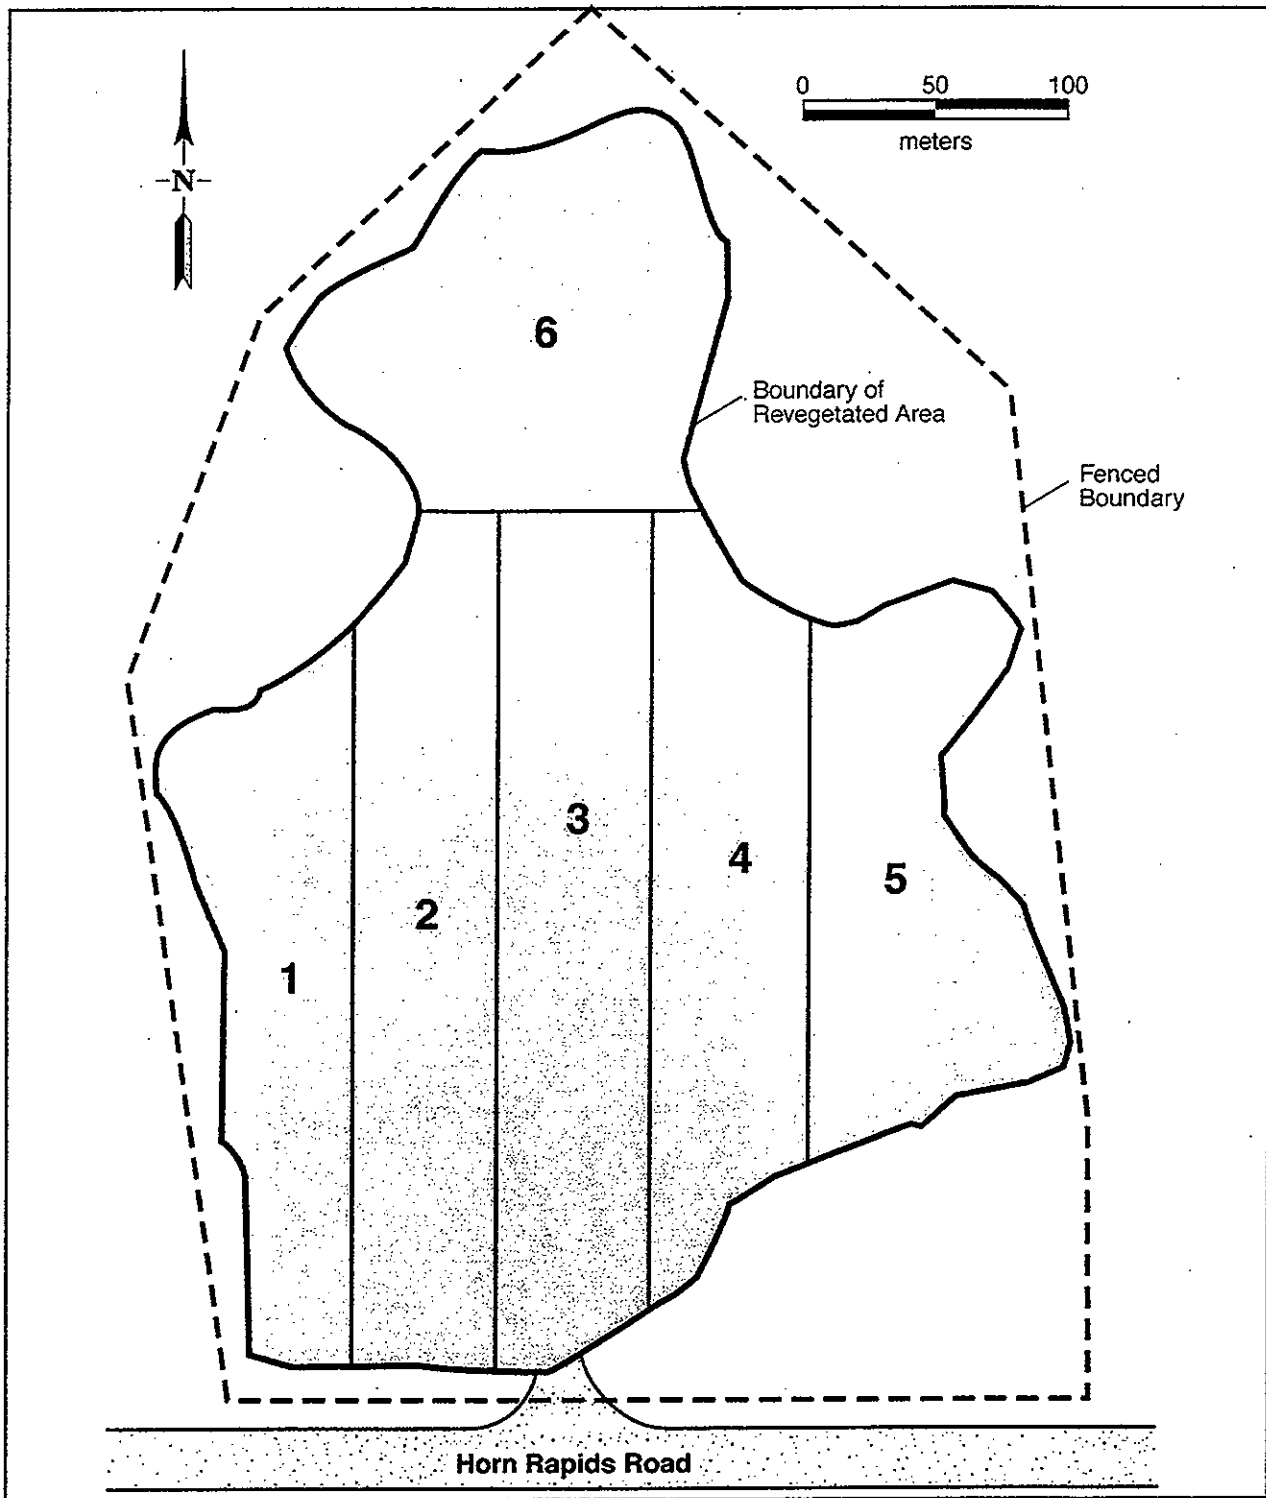 0 50 100
meters
N
6
Boundary of
Revegetated Area
Fenced
Boundary
3
4
5
2
1
Horn Rapids Road